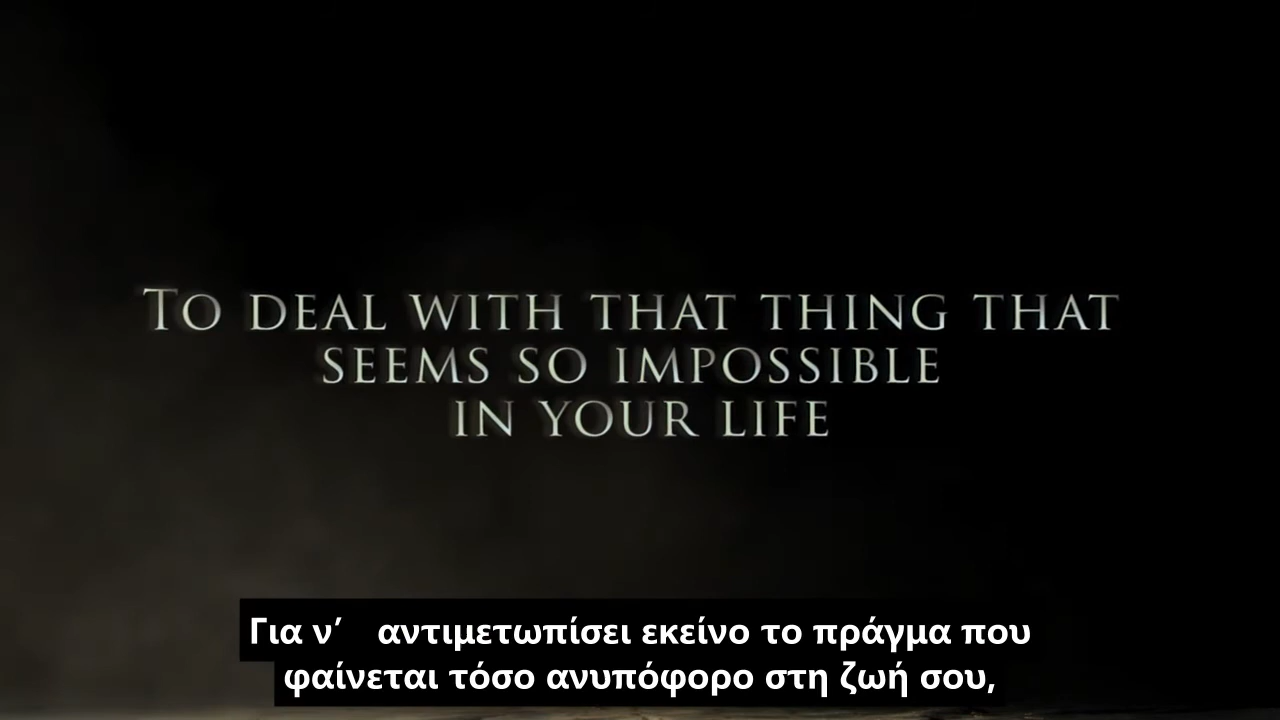 TO DEAL WITH THAT THING THAT
SEEMS SO IMPOSSIBLE
IN YOUR LIFE
Για ν’ αντιμετωπίσει εκείνο το πράγμα που
φαίνεται τόσο ανυπόφορο στη ζωή σου,